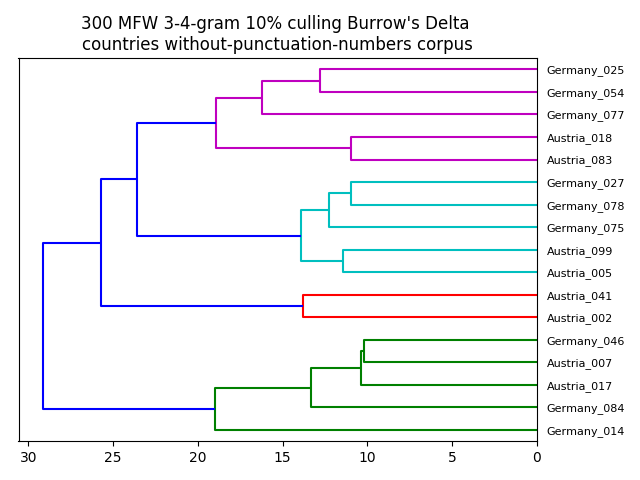 300 MFW 3-4-gram 10% culling Burrow's Delta
countries without-punctuation-numbers corpus
Germany_025
Germany_054
Germany_077
Austria_018
Austria_083
Germany_027
Germany_078
Germany_075
Austria_099
Austria_005
Austria_041
Austria_002
Germany_046
Austria_007
Austria_017
Germany_084
Germany_014
30 25 20 15 10 5 0